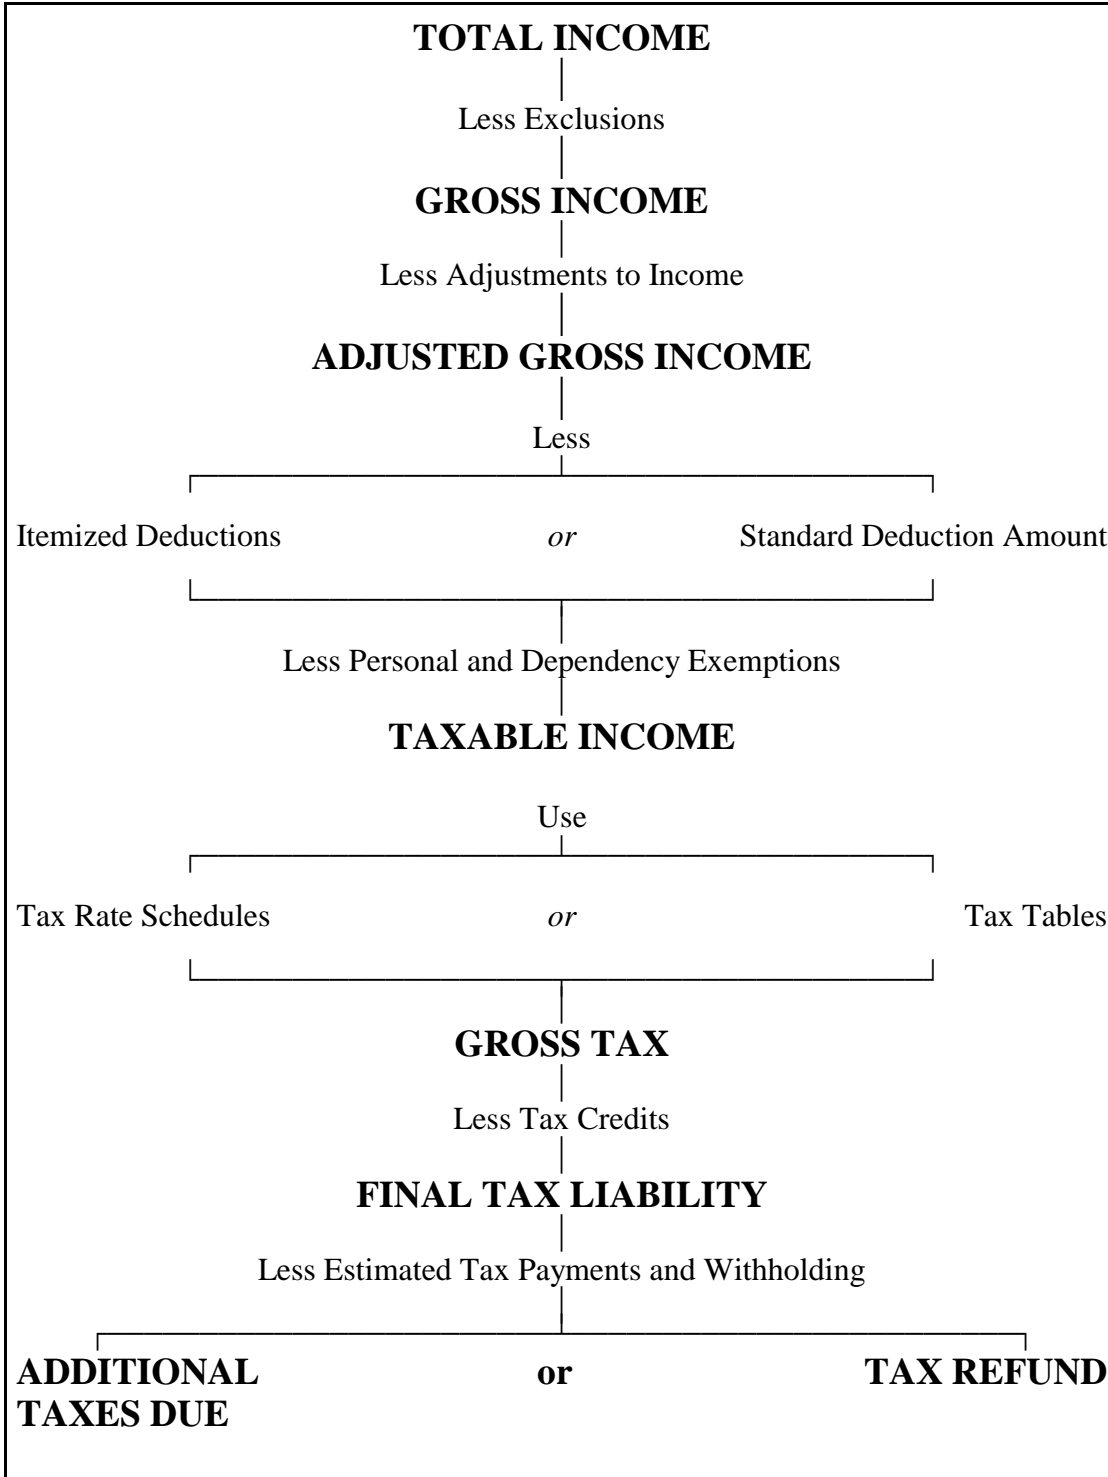 TOTAL INCOME
Less Exclusions
GROSS INCOME
Less Adjustments to Income
ADJUSTED GROSS INCOME
Less
Itemized Deductions or Standard Deduction Amount
Less Personal and Dependency Exemptions
TAXABLE INCOME
Use
Tax Rate Schedules or Tax Tables
GROSS TAX
Less Tax Credits
FINAL TAX LIABILITY
Less Estimated Tax Payments and Withholding
ADDITIONAL or TAX REFUND
TAXES DUE